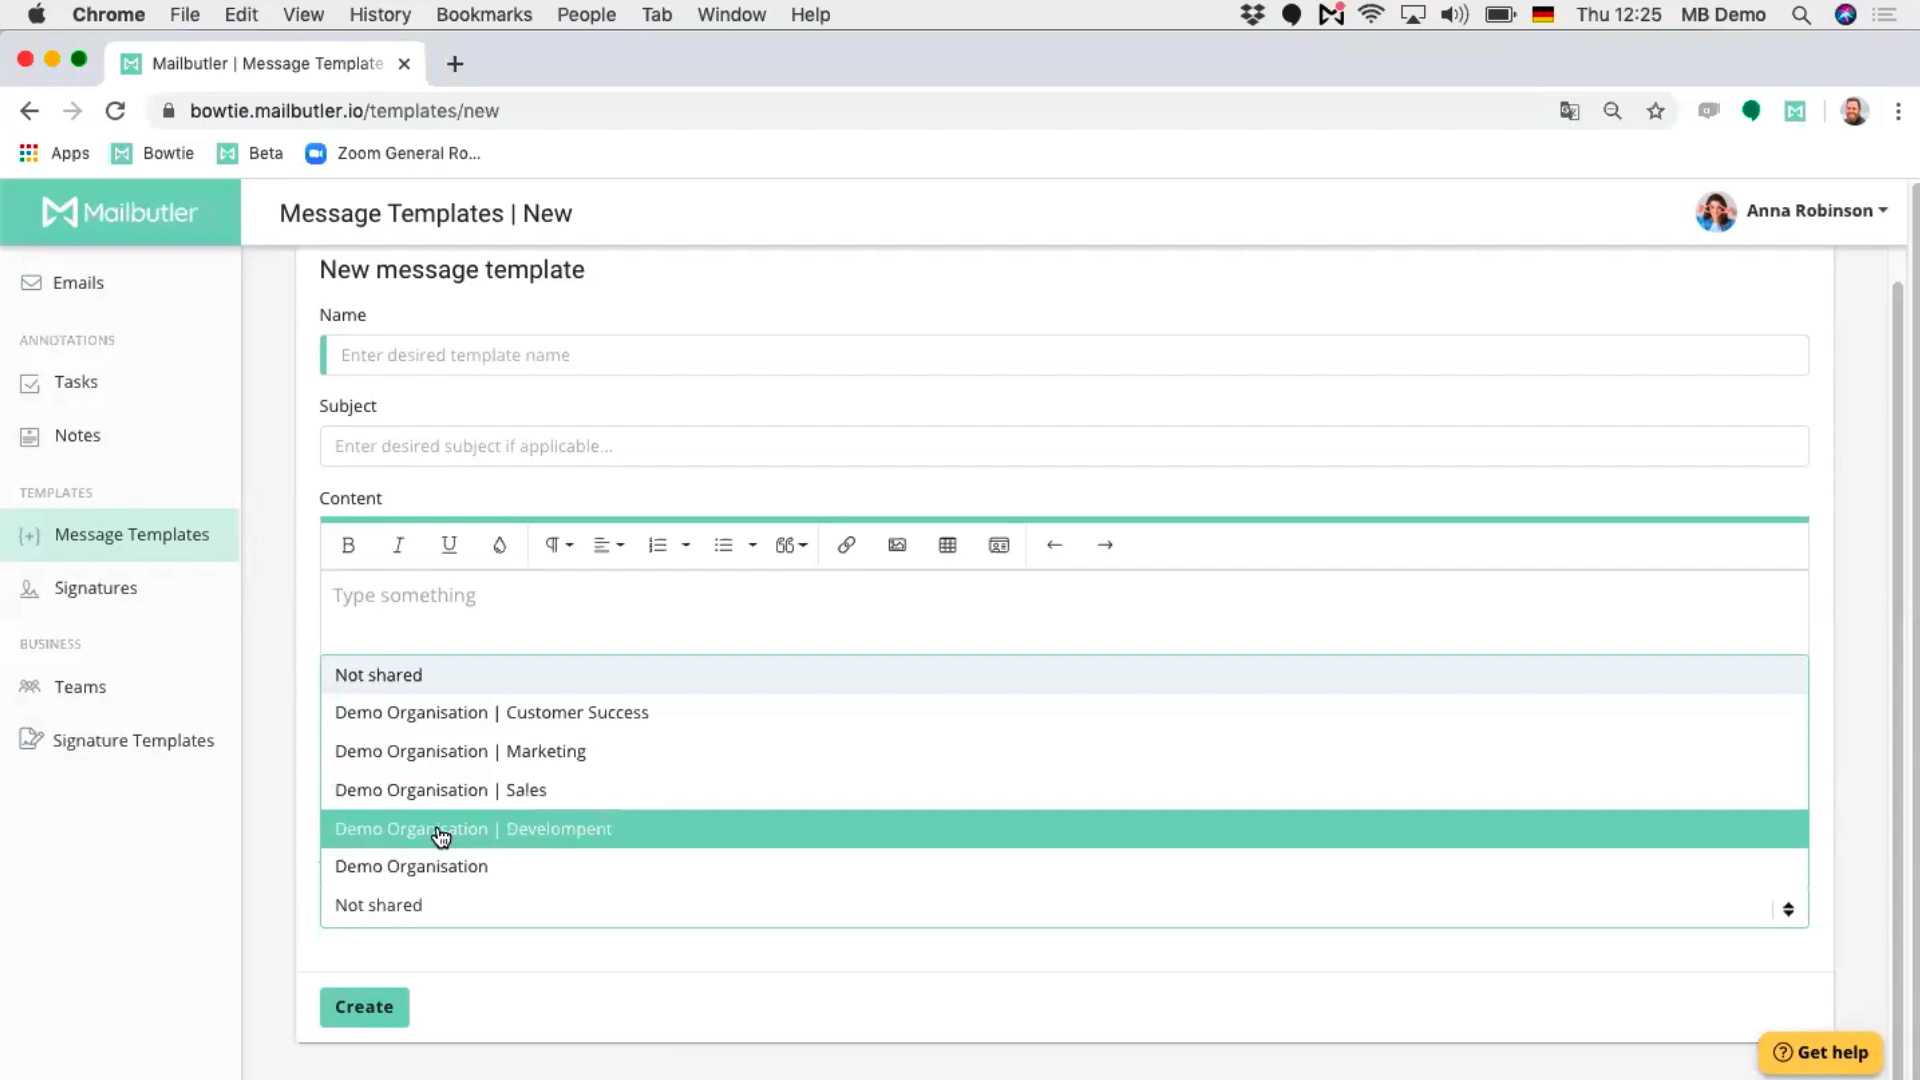 Chrome File Edit View History Bookmarks People Tab Window Help Thu 12:25 MB Demo
Mailbutler | Message Template
bowtie.mailbutler.io/templates/new
Apps Bowtie Beta Zoom General Ro...
Mailbutler
Message Templates | New
Anna Robinson
Emails
ANNOTATIONS
Tasks
Notes
TEMPLATES
Message Templates
Signatures
BUSINESS
Teams
Signature Templates
New message template
Name
Enter desired template name
Subject
Enter desired subject if applicable...
Content
B I U
Type something
Not shared
Demo Organisation | Customer Success
Demo Organisation | Marketing
Demo Organisation | Sales
Demo Organisation | Develompent
Demo Organisation
Not shared
Create
Get help